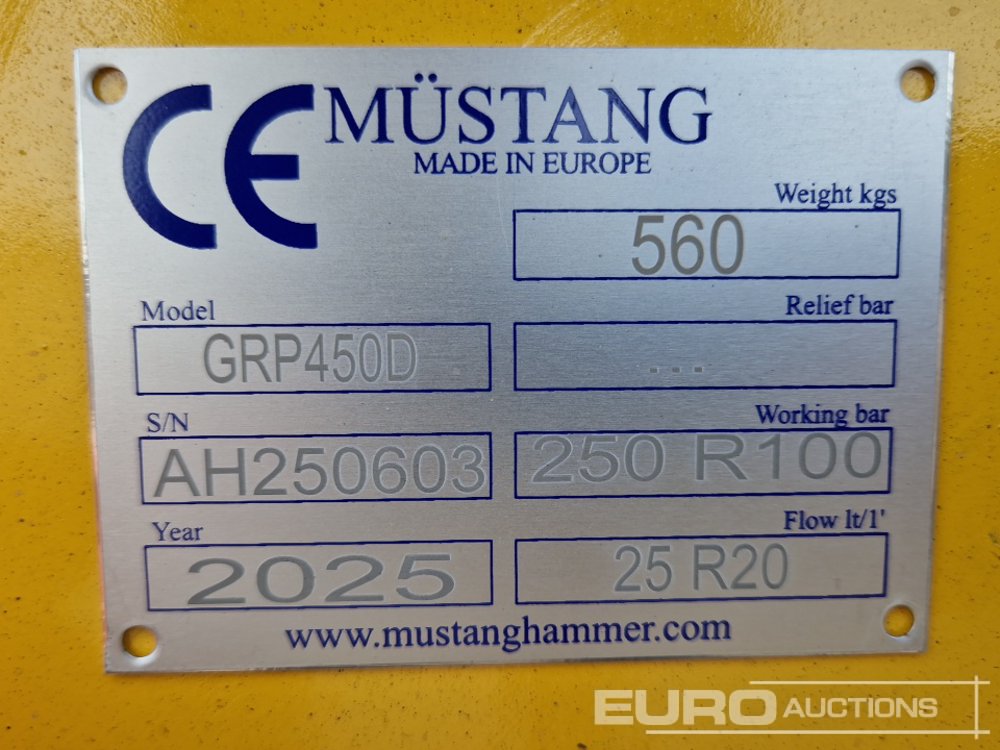 CE MÜSTANG
MADE IN EUROPE
Weight kgs
560
Model
GRP450D
Relief bar
...
S/N
AH250603
Working bar
250 R100
Year
2025
Flow lt/1'
25 R20
www.mustanghammer.com
EURO AUCTIONS